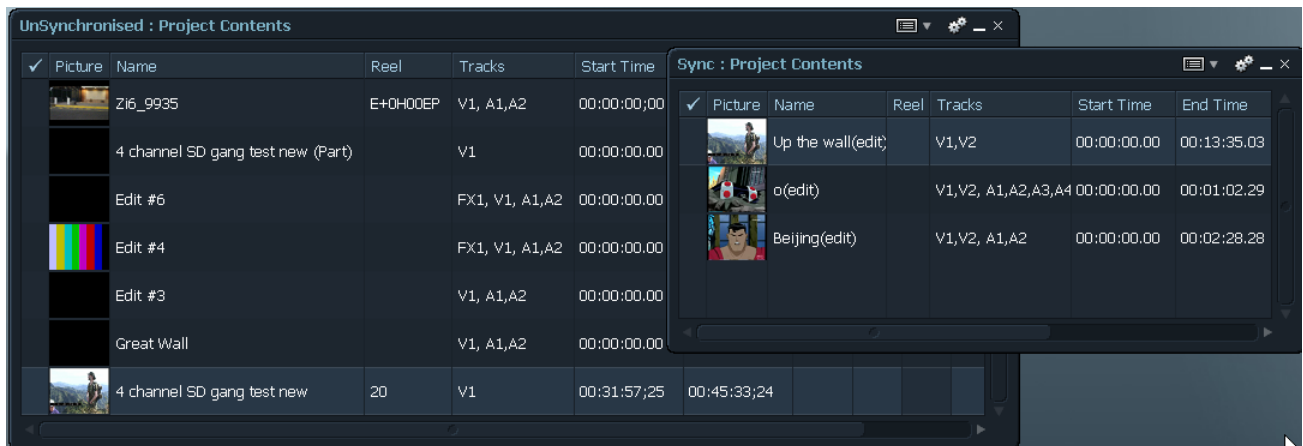 UnSynchronised : Project Contents
Picture Name Reel Tracks Start Time
Zi6_9935 E+0H00EP V1, A1,A2 00:00:00;00
4 channel SD gang test new (Part) V1 00:00:00.00
Edit #6 FX1, V1, A1,A2 00:00:00.00
Edit #4 FX1, V1, A1,A2 00:00:00.00
Edit #3 V1, A1,A2 00:00:00.00
Great Wall V1, A1,A2 00:00:00.00
4 channel SD gang test new 20 V1 00:31:57;25 00:45:33;24
Sync : Project Contents
Picture Name Reel Tracks Start Time End Time
Up the wall(edit) V1,V2 00:00:00.00 00:13:35.03
o(edit) V1,V2, A1,A2,A3,A4 00:00:00.00 00:01:02.29
Beijing(edit) V1,V2, A1,A2 00:00:00.00 00:02:28.28